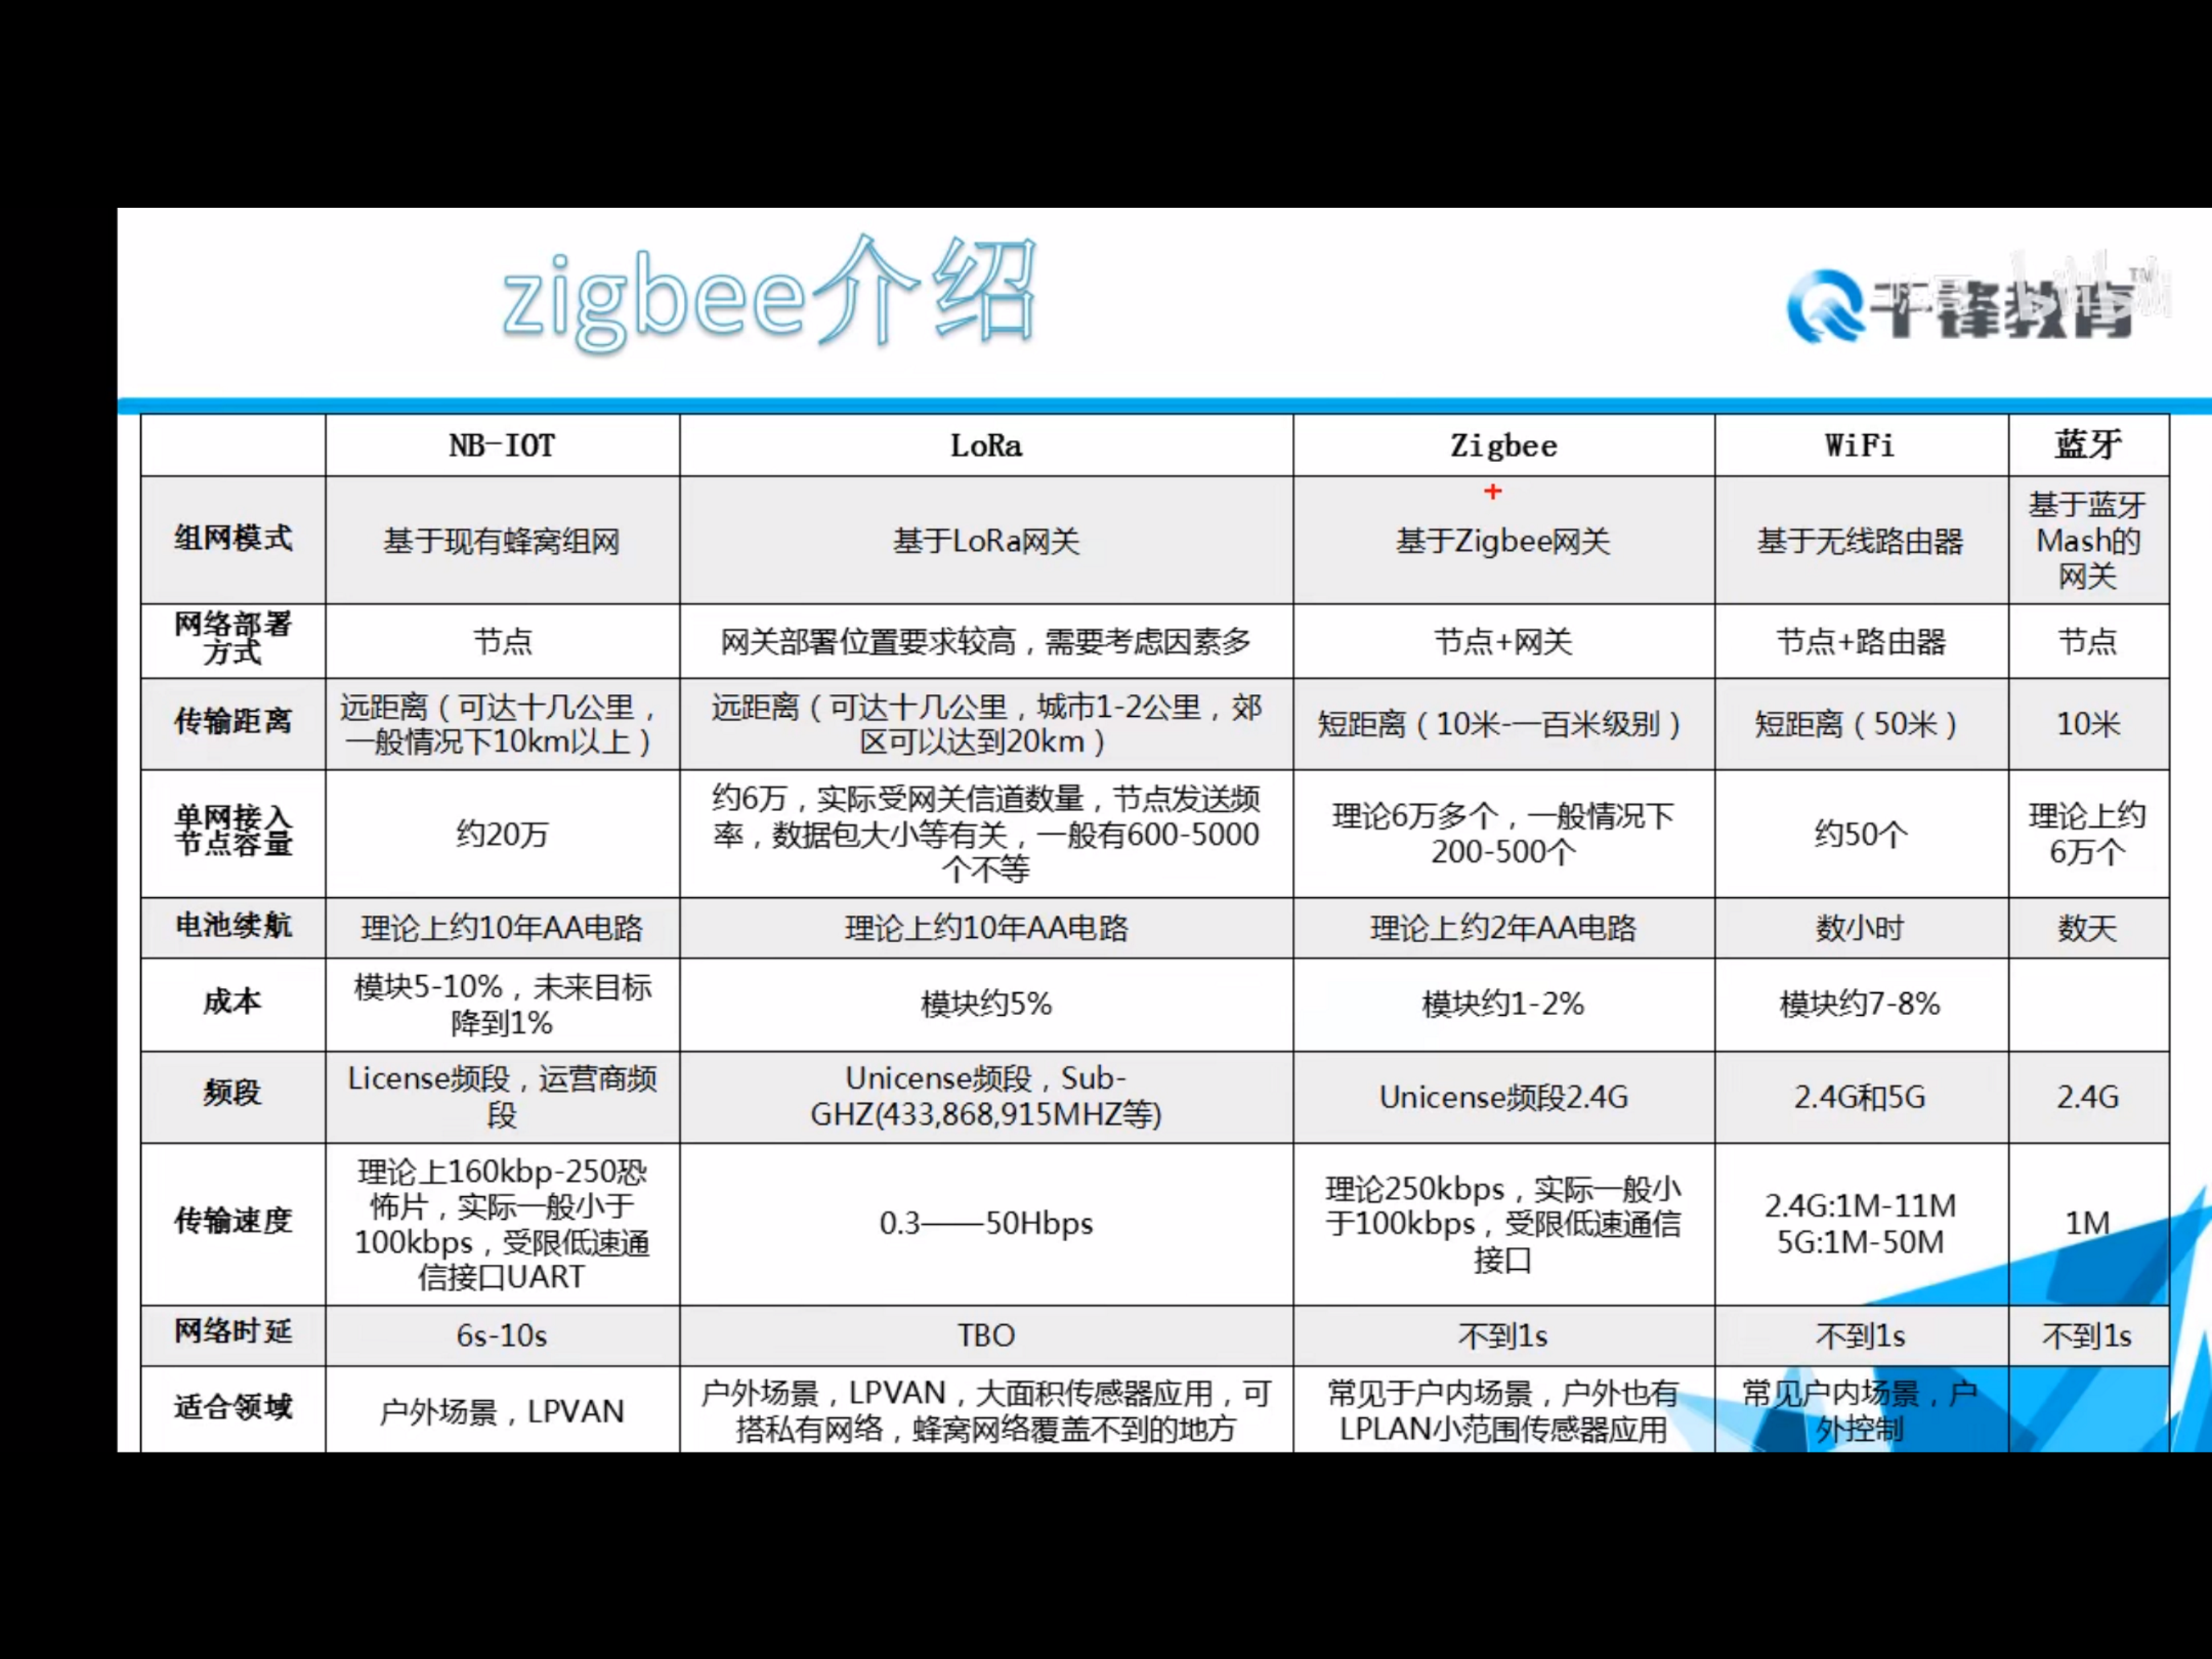 zigbee介绍
千锋教育
TM
NB-IOT
LoRa
Zigbee
WiFi
蓝牙
组网模式
基于现有蜂窝组网
基于LoRa网关
基于Zigbee网关
基于无线路由器
基于蓝牙
Mash的
网关
网络部署
方式
节点
网关部署位置要求较高，需要考虑因素多
节点+网关
节点+路由器
节点
传输距离
远距离（可达十几公里，
一般情况下10km以上）
远距离（可达十几公里，城市1-2公里，郊
区可以达到20km）
短距离（10米-一百米级别）
短距离（50米）
10米
单网接入
节点容量
约20万
约6万，实际受网关信道数量，节点发送频
率，数据包大小等有关，一般有600-5000
个不等
理论6万多个，一般情况下
200-500个
约50个
理论上约
6万个
电池续航
理论上约10年AA电路
理论上约10年AA电路
理论上约2年AA电路
数小时
数天
成本
模块5-10%，未来目标
降到1%
模块约5%
模块约1-2%
模块约7-8%
频段
License频段，运营商频
段
Unicense频段，Sub-
GHZ(433,868,915MHZ等)
Unicense频段2.4G
2.4G和5G
2.4G
传输速度
理论上160kbp-250恐
怖片，实际一般小于
100kbps，受限低速通
信接口UART
0.3——50Hbps
理论250kbps，实际一般小
于100kbps，受限低速通信
接口
2.4G:1M-11M
5G:1M-50M
1M
网络时延
6s-10s
TBO
不到1s
不到1s
不到1s
适合领域
户外场景，LPVAN
户外场景，LPVAN，大面积传感器应用，可
搭私有网络，蜂窝网络覆盖不到的地方
常见于户内场景，户外也有
LPLAN小范围传感器应用
常见户内场景，户
外控制